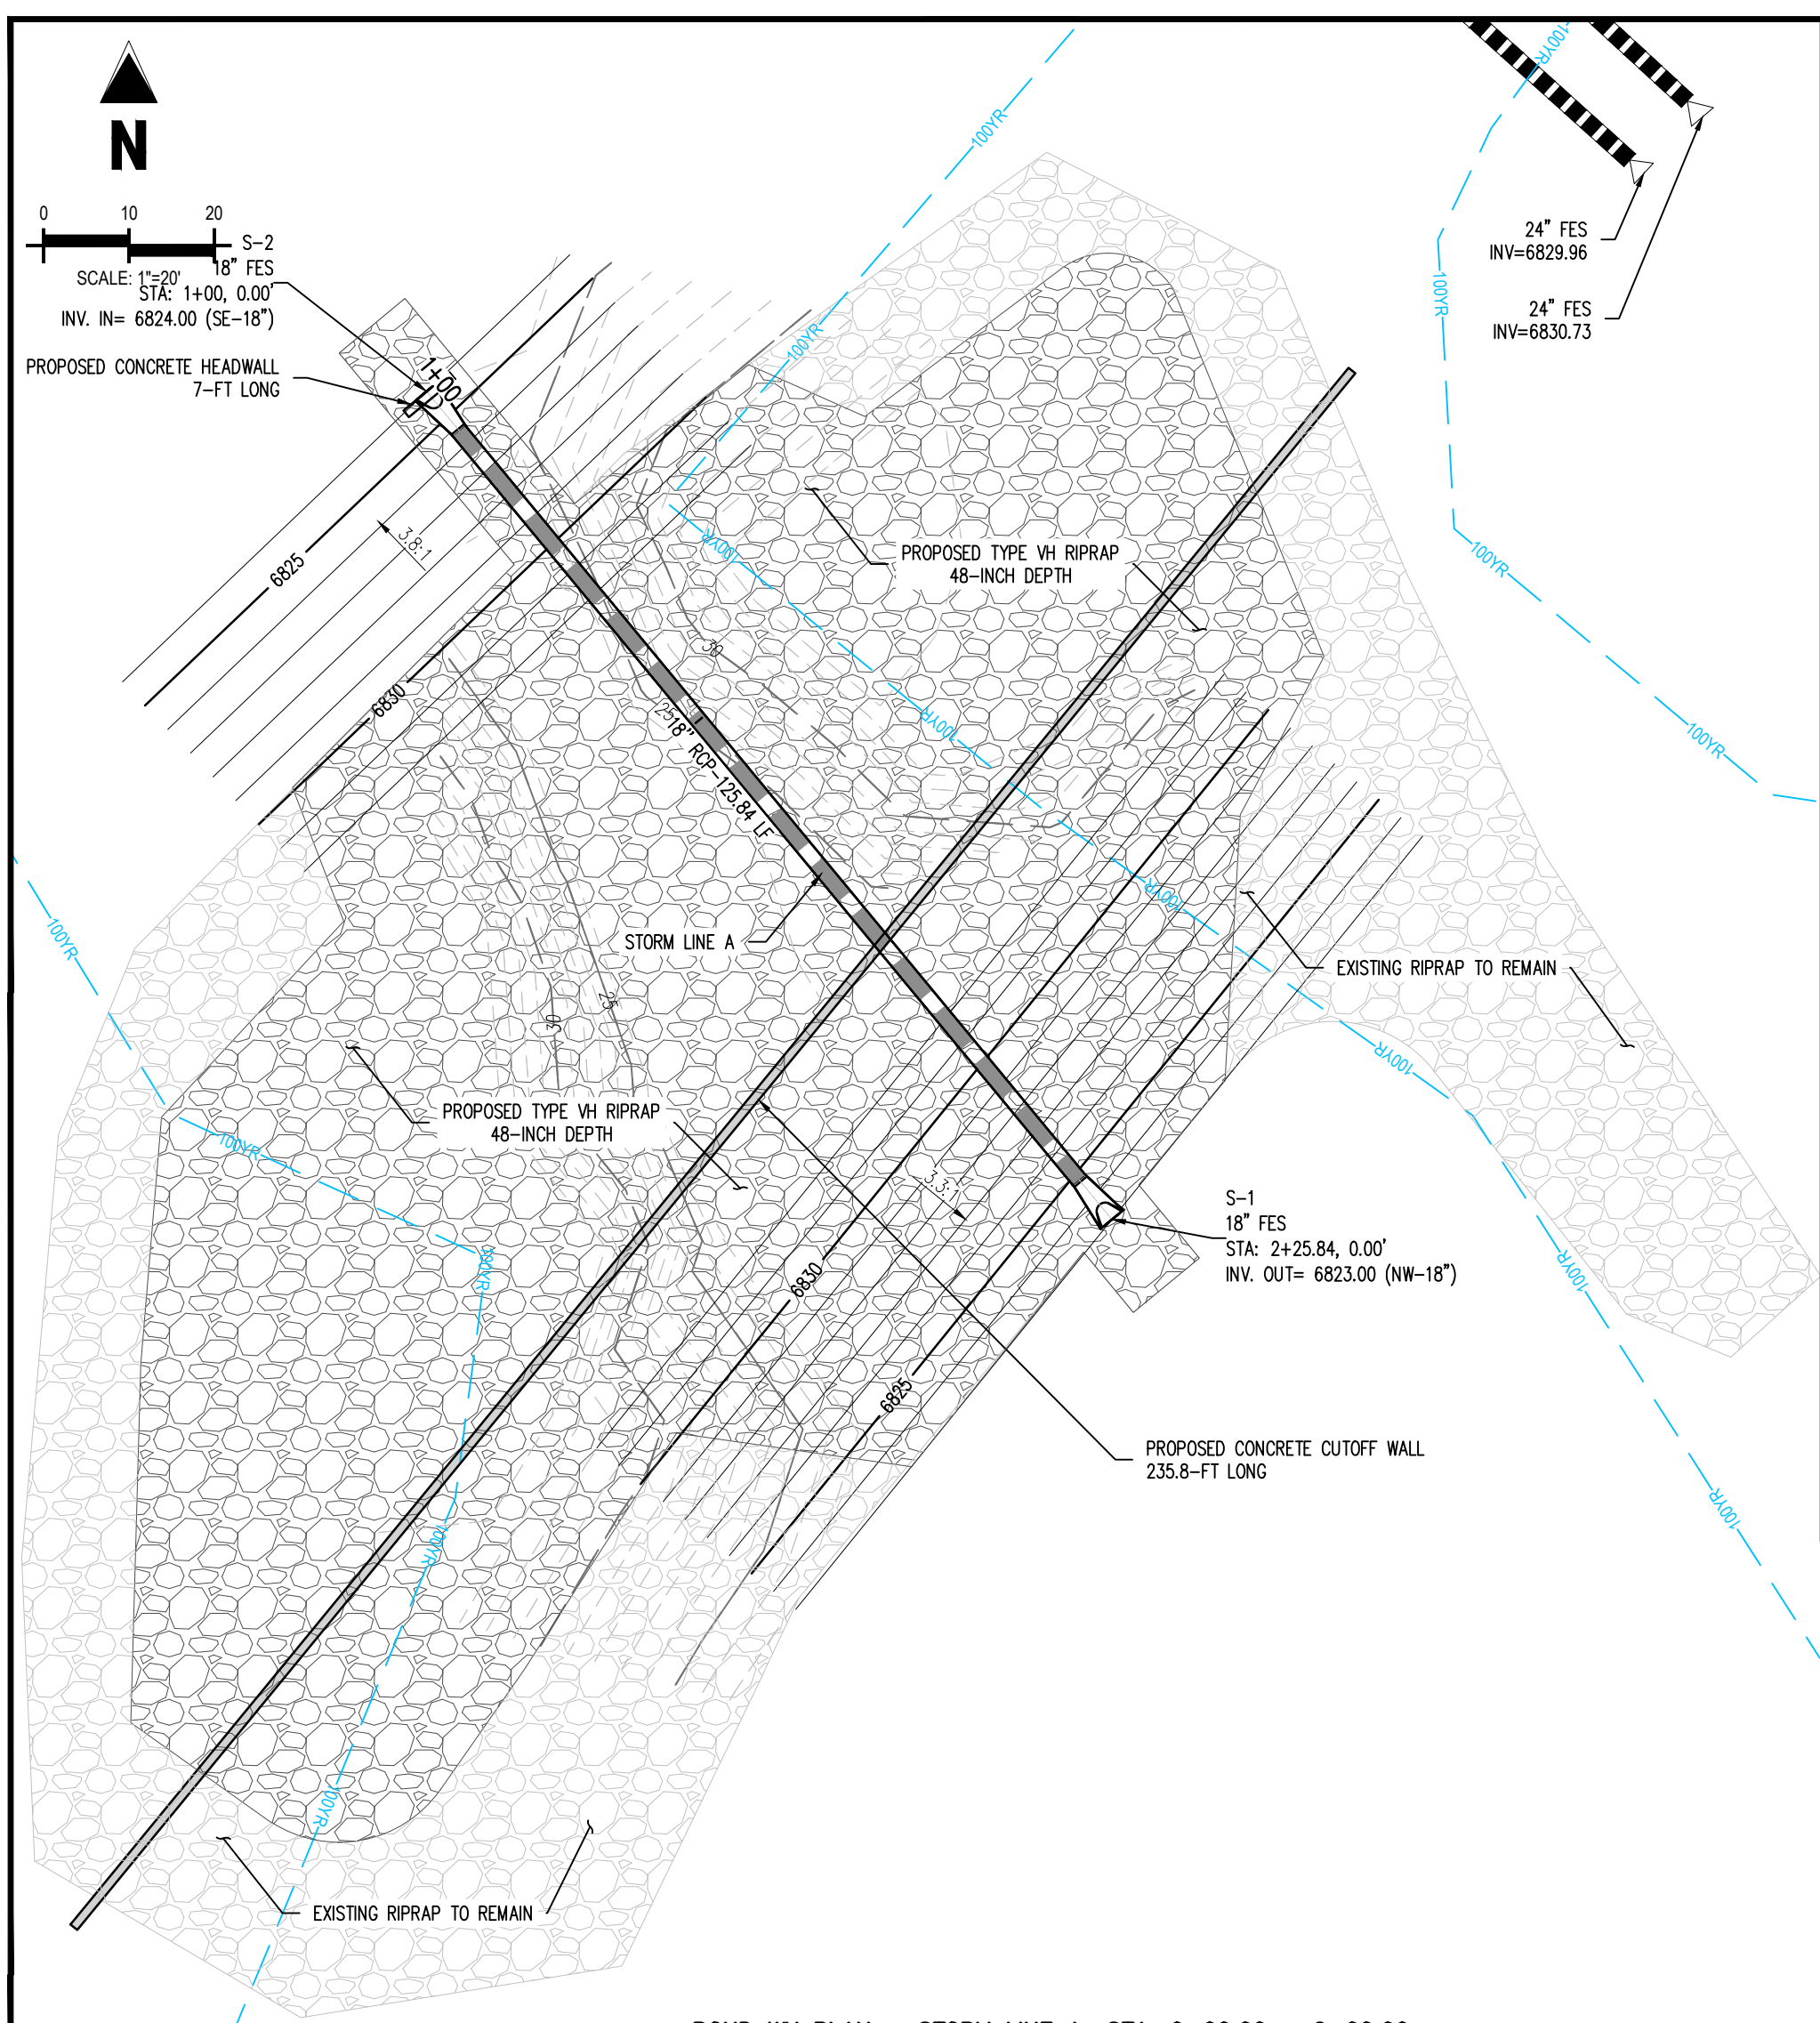 N
0 10 20
SCALE: 1"=20'
S-2
18" FES
STA: 1+00, 0.00'
INV. IN= 6824.00 (SE-18")
PROPOSED CONCRETE HEADWALL
7-FT LONG
1+00
100YR
100YR
100YR
24" FES
INV=6829.96
24" FES
INV=6830.73
100YR
100YR
100YR
3.8:1
6825
6830
PROPOSED TYPE VH RIPRAP
48-INCH DEPTH
100YR
30
100YR
25
18" RCP-125.84 LF
STORM LINE A
100YR
EXISTING RIPRAP TO REMAIN
100YR
100YR
25
30
PROPOSED TYPE VH RIPRAP
48-INCH DEPTH
100YR
100YR
3.3:1
S-1
18" FES
STA: 2+25.84, 0.00'
INV. OUT= 6823.00 (NW-18")
6830
6825
100YR
100YR
PROPOSED CONCRETE CUTOFF WALL
235.8-FT LONG
100YR
100YR
EXISTING RIPRAP TO REMAIN